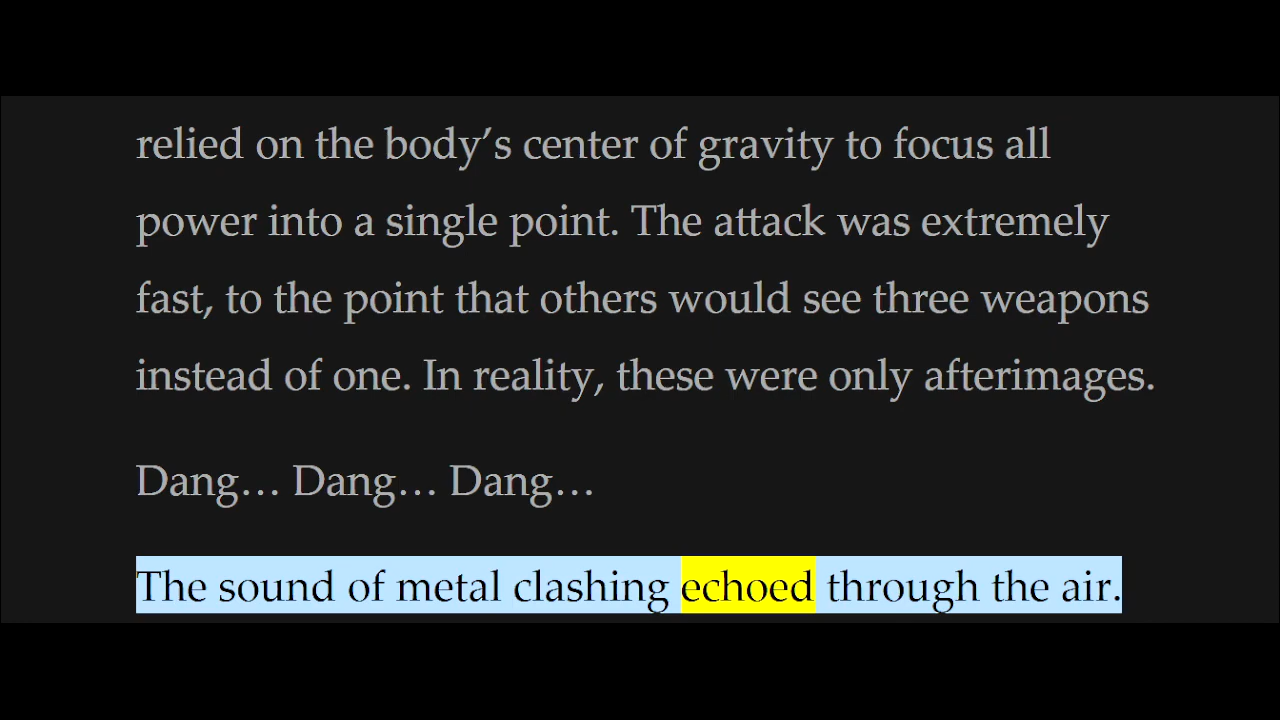 relied on the body’s center of gravity to focus all
power into a single point. The attack was extremely
fast, to the point that others would see three weapons
instead of one. In reality, these were only afterimages.
Dang… Dang… Dang…
The sound of metal clashing echoed through the air.